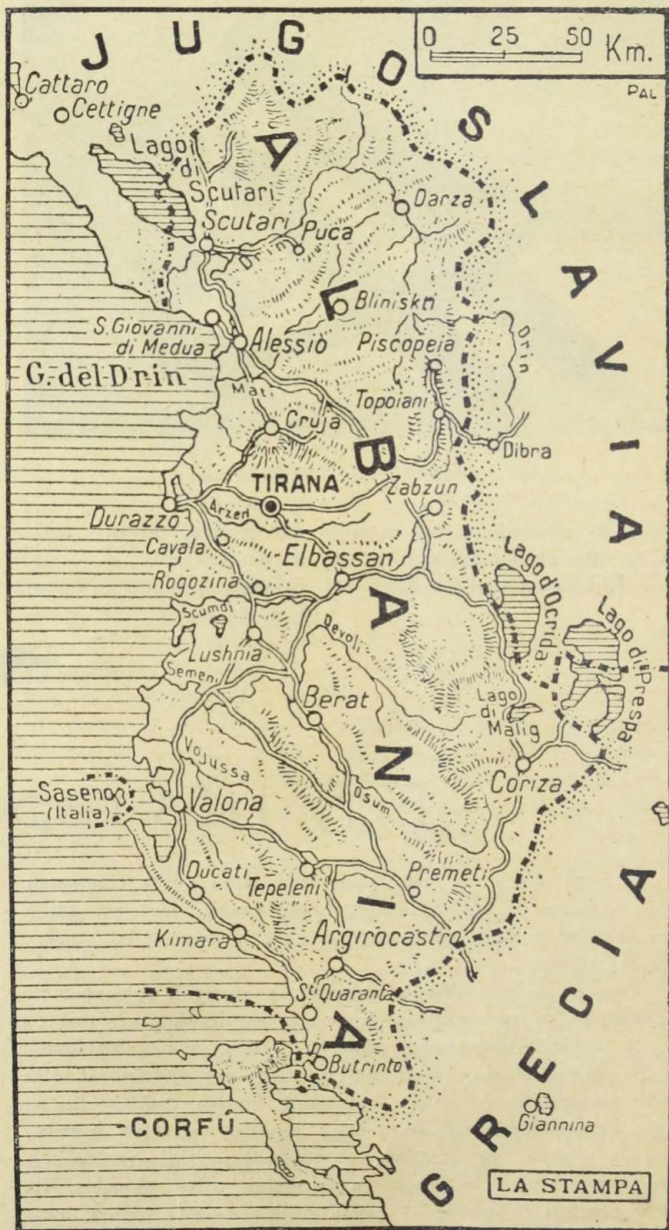 JUGOSLAVIA
0 25 50 Km.
PAL
Cattaro
Cettigne
Lago
di
Scutari
ALBANIA
Darza
Scutari
Puca
Bliniskti
S. Giovanni
di Medua
Alessio
Piscopeia
Drin
G. del Drin
Mat
Topoiani
Cruja
Dibra
TIRANA
Zabzun
Durazzo
Arzen
Cavala
Elbassan
Lago d'Ocrida
Rogozina
Scumbi
Lago di Prespa
Lushnia
Devoli
Semeni
Berat
Lago
di
Malig
Vojussa
Coriza
Saseno
(Italia)
Valona
Osum
Ducati
Tepeleni
Premeti
Kimara
Argirocastro
GRECIA
Sti Quaranta
Butrinto
CORFÚ
Giannina
LA STAMPA